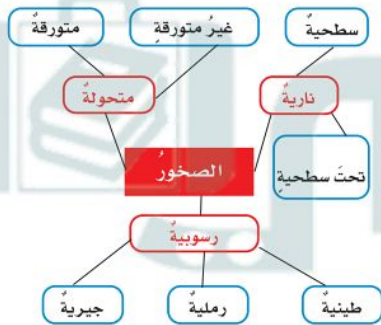 سطحيةٌ
غيرُ متورقةٍ
متورقةٌ
ناريةٌ
متحولةٌ
الصخورُ
تحتَ سطحيةٍ
رسوبيةٌ
طينيةٌ
رمليةٌ
جيريةٌ